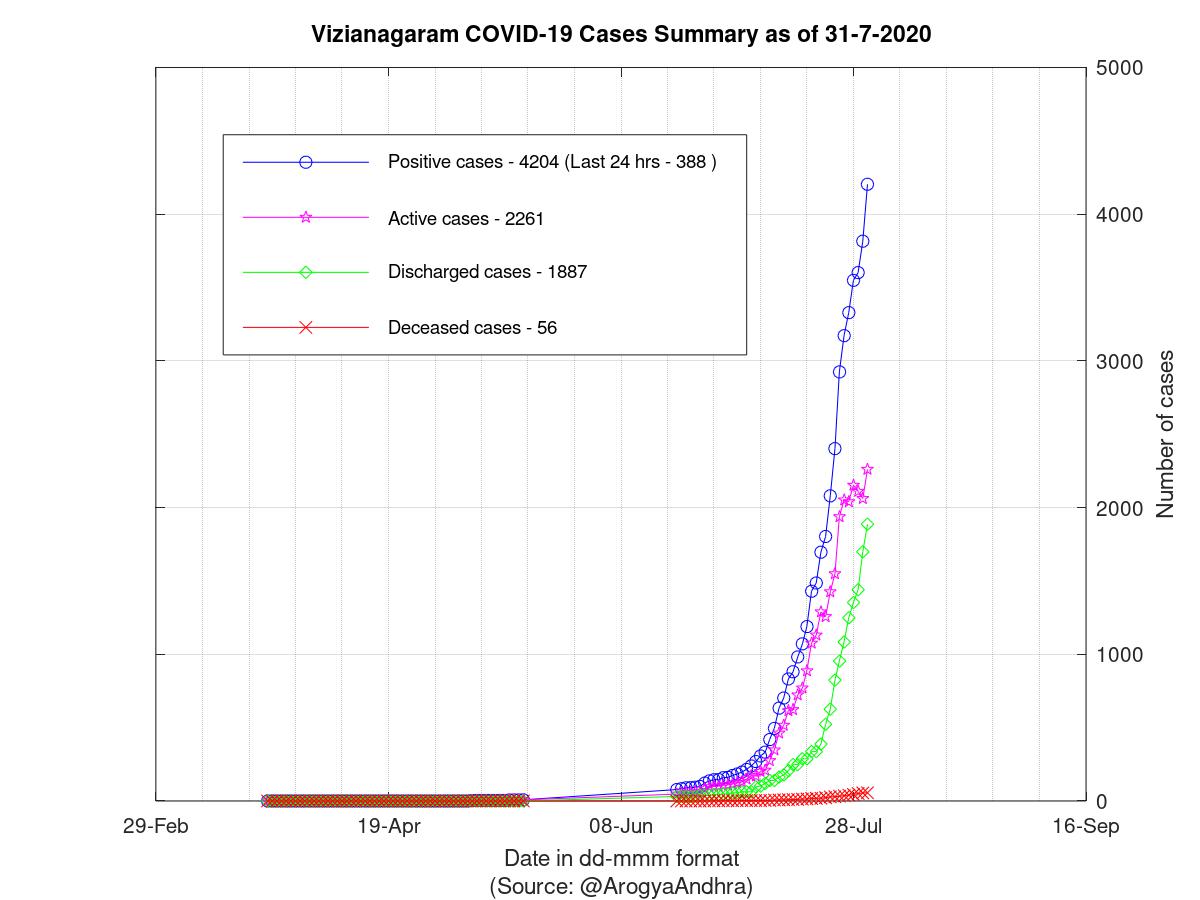 Vizianagaram COVID-19 Cases Summary as of 31-7-2020
5000
Positive cases - 4204 (Last 24 hrs - 388 )
4000
Active cases - 2261
Discharged cases - 1887
Deceased cases - 56
3000
Number of cases
2000
1000
0
29-Feb 19-Apr 08-Jun 28-Jul 16-Sep
Date in dd-mmm format
(Source: @ArogyaAndhra)